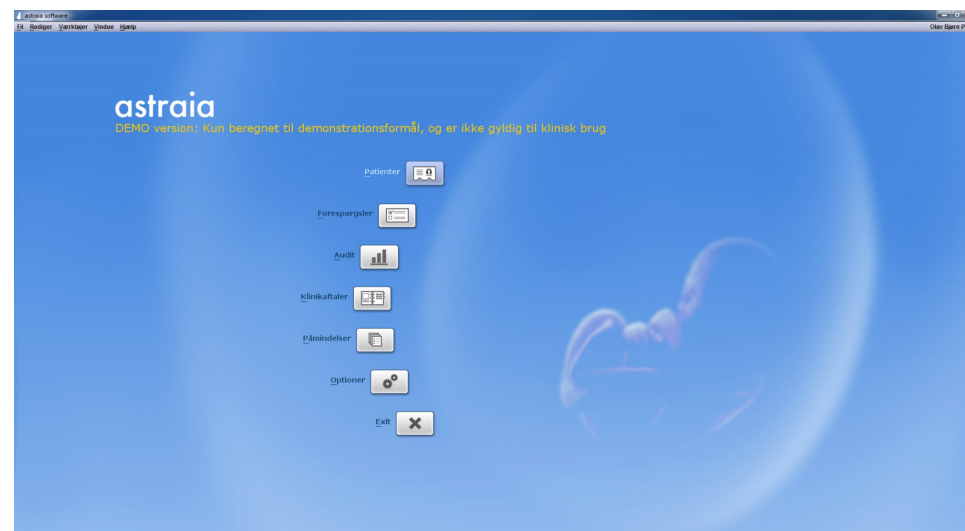 astraia software
Fil Rediger Værktøjer Vindue Hjælp
Olav Bjørn P
astraia
DEMO version: Kun beregnet til demonstrationsformål, og er ikke gyldig til klinisk brug
Patienter
Forespørgsler
Audit
Klinikaftaler
Påmindelser
Optioner
Exit